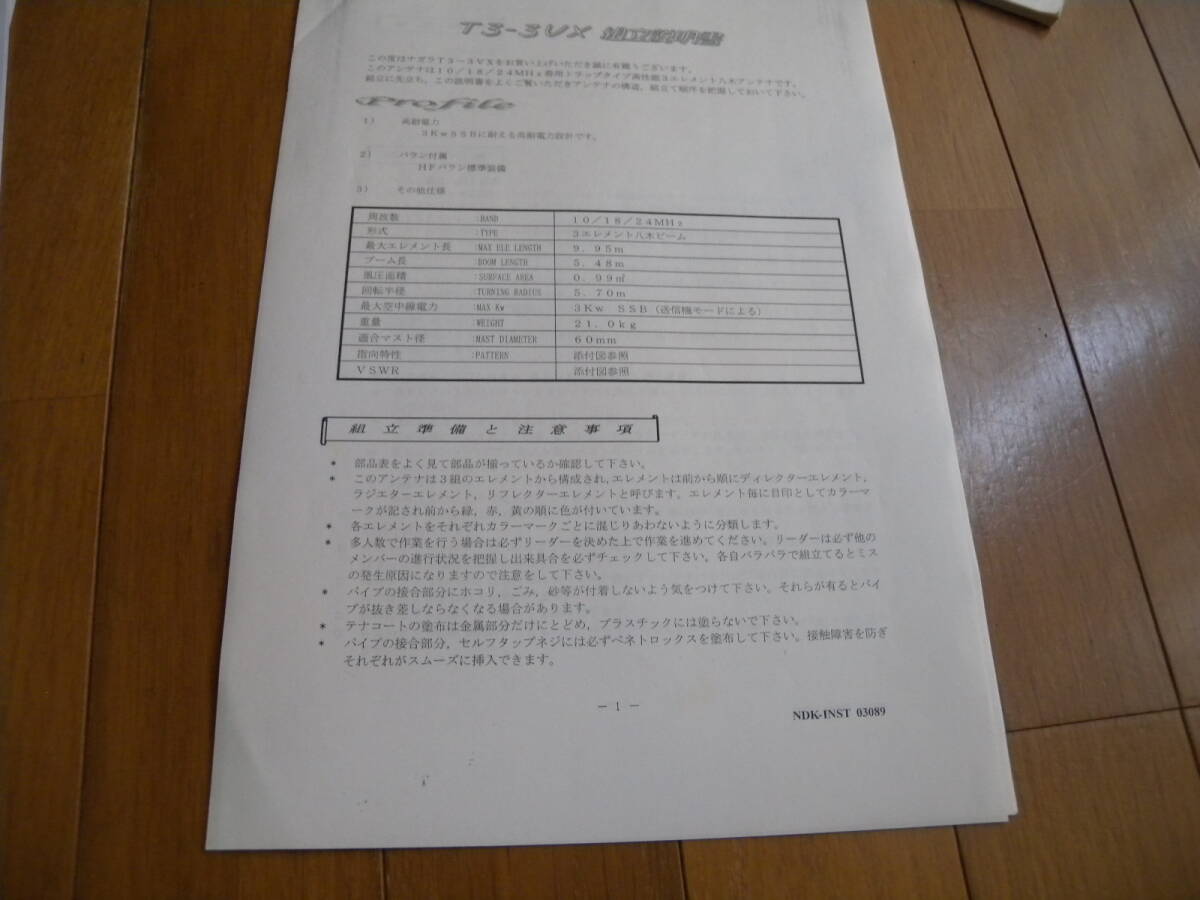 T3-3VX 組立説明書
この度はナガラT3-3VXをお買い上げいただき誠に有難うございます。
このアンテナは10/18/24MHz専用トラップタイプ高性能3エレメント八木アンテナです。
組立に先立ち、この説明書をよくご覧いただきアンテナの構造、組立て順序を把握しておいて下さい。
Profile
1) 高耐電力
3KwSSBに耐える高耐電力設計です。
2) バラン付属
HFバラン標準装備
3) その他仕様
周波数 :BAND 10/18/24MHz
形式 :TYPE 3エレメント八木ビーム
最大エレメント長 :MAX ELE LENGTH 9.95m
ブーム長 :BOOM LENGTH 5.48m
風圧面積 :SURFACE AREA 0.99㎡
回転半径 :TURNING RADIUS 5.70m
最大空中線電力 :MAX Kw 3Kw SSB(送信機モードによる)
重量 :WEIGHT 21.0kg
適合マスト径 :MAST DIAMETER 60mm
指向特性 :PATTERN 添付図参照
VSWR 添付図参照
組立準備と注意事項
* 部品表をよく見て部品が揃っているか確認して下さい。
* このアンテナは3組のエレメントから構成され,エレメントは前から順にディレクターエレメント,
ラジエターエレメント,リフレクターエレメントと呼びます。エレメント毎に目印としてカラーマ
ークが記され前から緑,赤,黄の順に色が付いています。
* 各エレメントをそれぞれカラーマークごとに混じりあわないように分類します。
* 多人数で作業を行う場合は必ずリーダーを決めた上で作業を進めてください。リーダーは必ず他の
メンバーの進行状況を把握し出来具合を必ずチェックして下さい。各自バラバラで組立てるとミス
の発生原因になりますので注意をして下さい。
* パイプの接合部分にホコリ,ごみ,砂等が付着しないよう気をつけて下さい。それらが有るとパイ
プが抜き差しならなくなる場合があります。
* テナコートの塗布は金属部分だけにとどめ,プラスチックには塗らないで下さい。
* パイプの接合部分,セルフタップネジには必ずペネトロックスを塗布して下さい。接触障害を防ぎ
それぞれがスムーズに挿入できます。
- 1 -
NDK-INST 03089